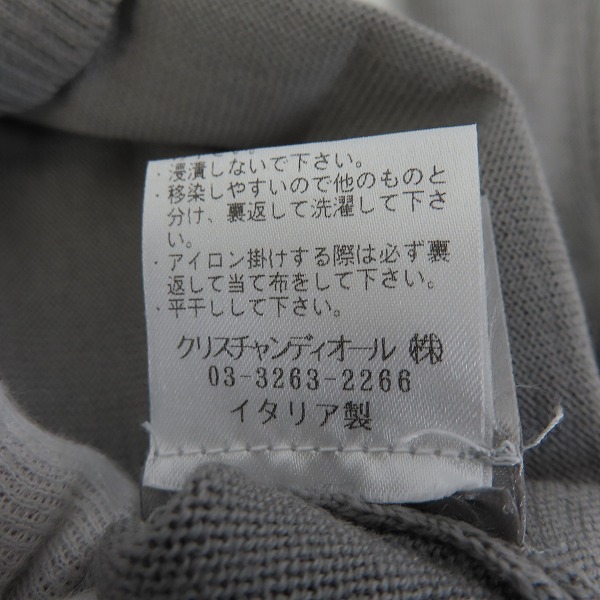 ・浸漬しないで下さい。
・移染しやすいので他のものと
分け、裏返して洗濯して下さ
い。
・アイロン掛けする際は必ず裏
返して当て布をして下さい。
・平干しして下さい。
クリスチャンディオール㈱
03-3263-2266
イタリア製